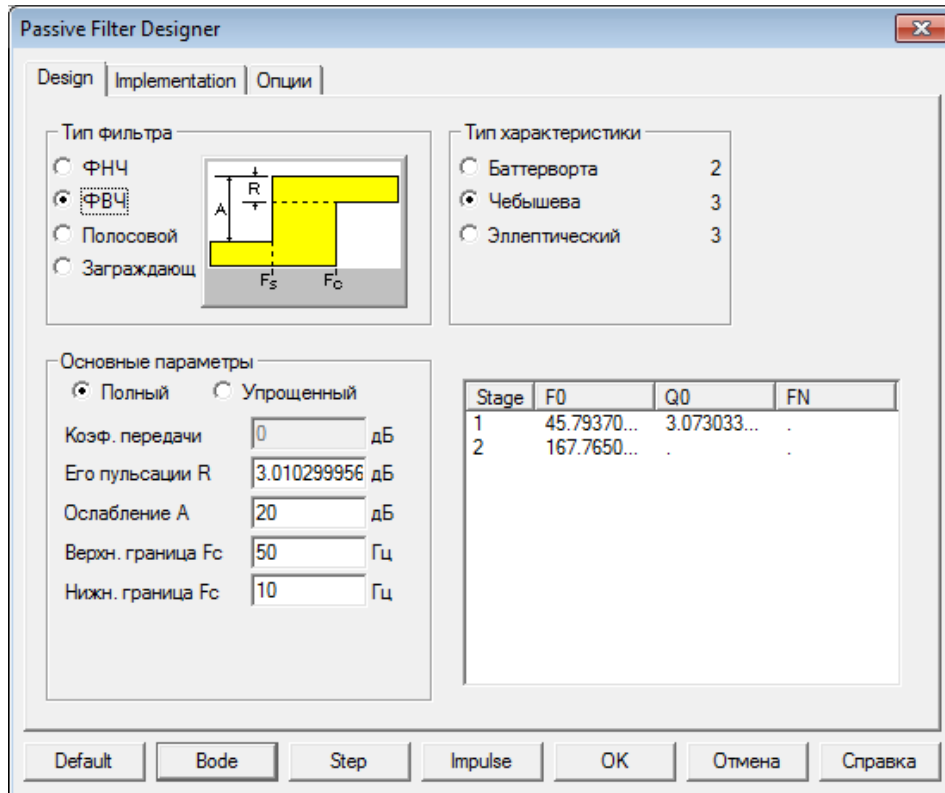 Passive Filter Designer
Design Implementation Опции
Тип фильтра
ФНЧ
ФВЧ
Полосовой
Заграждающ
R
A
Fs Fc
Тип характеристики
Баттерворта 2
Чебышева 3
Эллептический 3
Основные параметры
Полный Упрощенный
Коэф. передачи 0 дБ
Его пульсации R 3.010299956 дБ
Ослабление A 20 дБ
Верхн. граница Fc 50 Гц
Нижн. граница Fc 10 Гц
Stage F0 Q0 FN
1 45.79370... 3.073033... .
2 167.7650... . .
Default Bode Step Impulse OK Отмена Справка